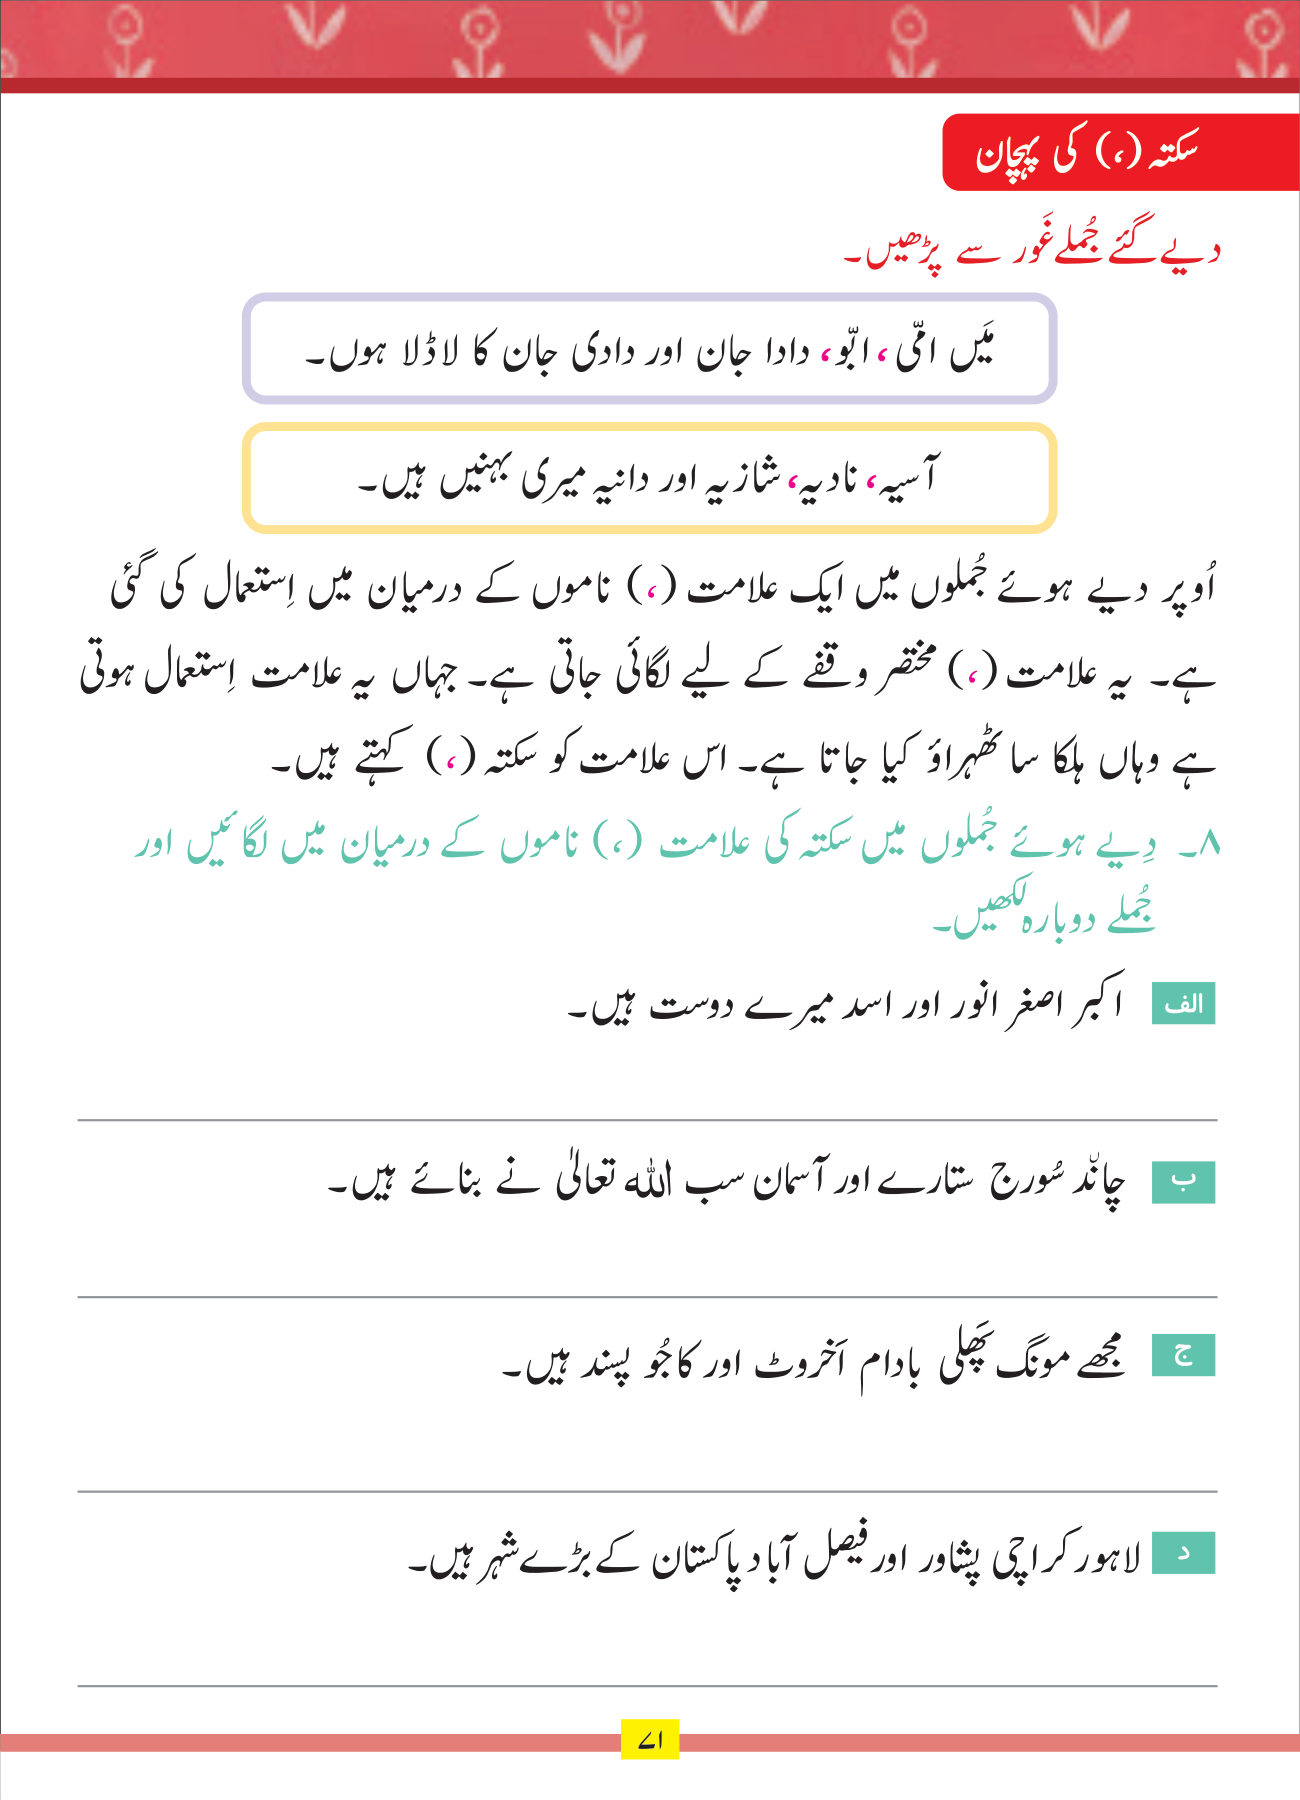 سکتہ (،) کی پہچان
دیے گئے جُملے غَور سے پڑھیں۔
مَیں امّی، ابّو، دادا جان اور دادی جان کا لاڈلا ہوں۔
آسیہ، نادیہ، شازیہ اور دانیہ میری بہنیں ہیں۔
اُوپر دیے ہوئے جُملوں میں ایک علامت (،) ناموں کے درمیان میں اِستعمال کی گئی
ہے۔ یہ علامت (،) مختصر وقفے کے لیے لگائی جاتی ہے۔ جہاں یہ علامت اِستعمال ہوتی
ہے وہاں ہلکا سا ٹھہراؤ کیا جاتا ہے۔ اس علامت کو سکتہ (،) کہتے ہیں۔
۸۔ دِیے ہوئے جُملوں میں سکتہ کی علامت (،) ناموں کے درمیان میں لگائیں اور
جُملے دوبارہ لکھیں۔
الف اکبر اصغر انور اور اسد میرے دوست ہیں۔
ب چان٘د سُورج ستارے اور آسمان سب اللہ تعالیٰ نے بنائے ہیں۔
ج مجھے مونگ پَھلی بادام اَخروٹ اور کاجُو پسند ہیں۔
د لاہور کراچی پشاور اور فیصل آباد پاکستان کے بڑے شہر ہیں۔
۷۱